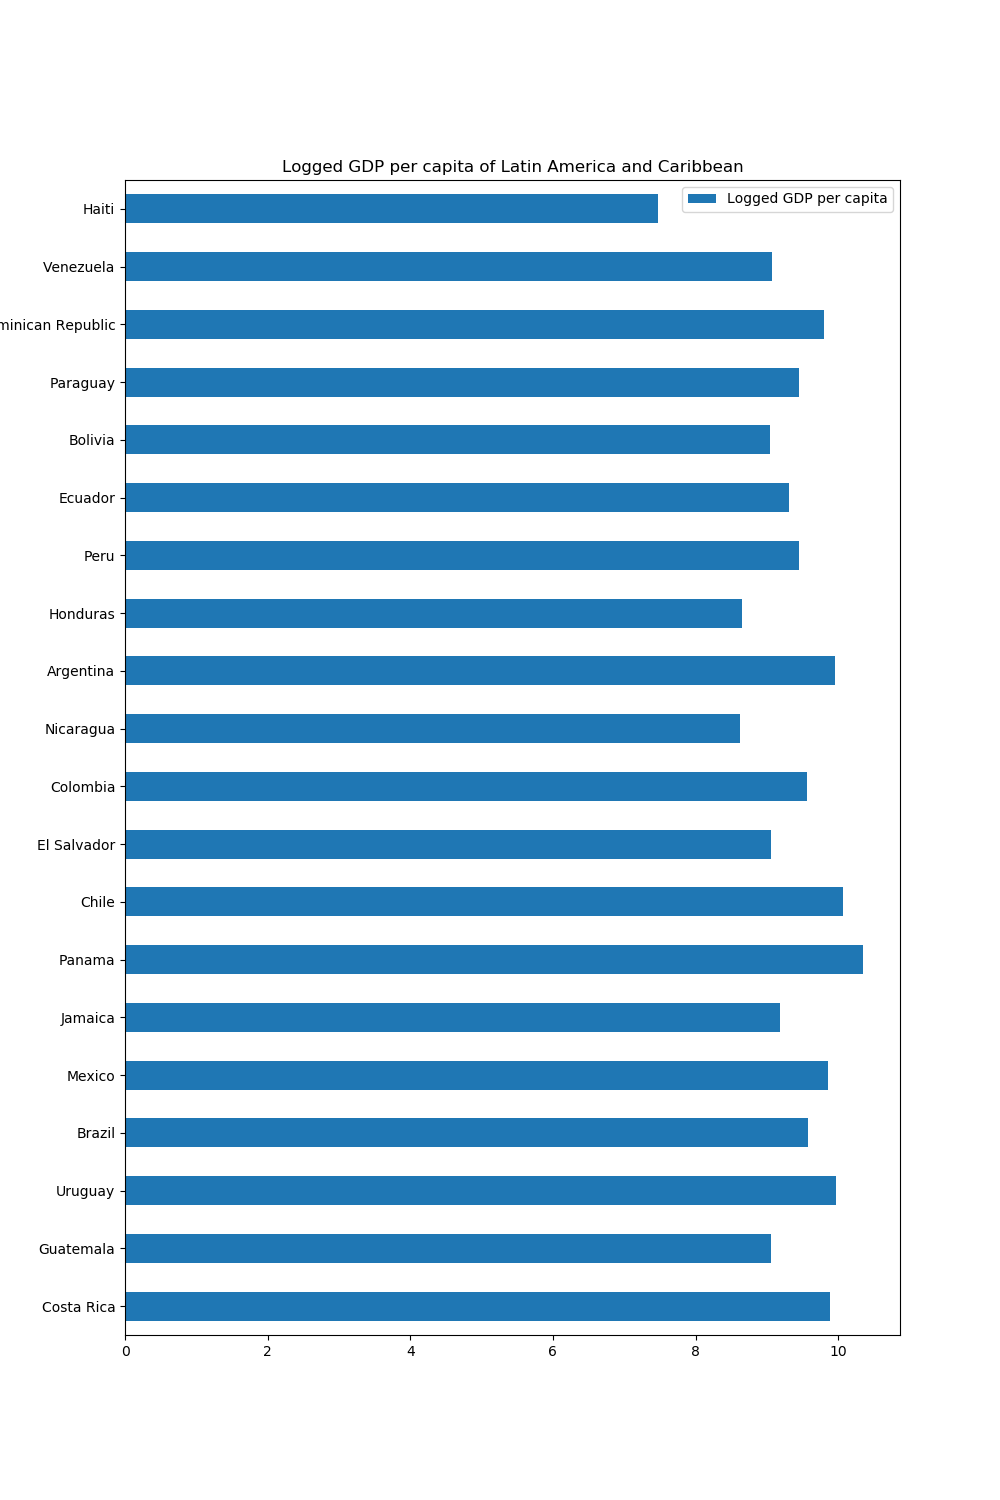 Logged GDP per capita of Latin America and Caribbean
Logged GDP per capita
Haiti
Venezuela
minican Republic
Paraguay
Bolivia
Ecuador
Peru
Honduras
Argentina
Nicaragua
Colombia
El Salvador
Chile
Panama
Jamaica
Mexico
Brazil
Uruguay
Guatemala
Costa Rica
0 2 4 6 8 10